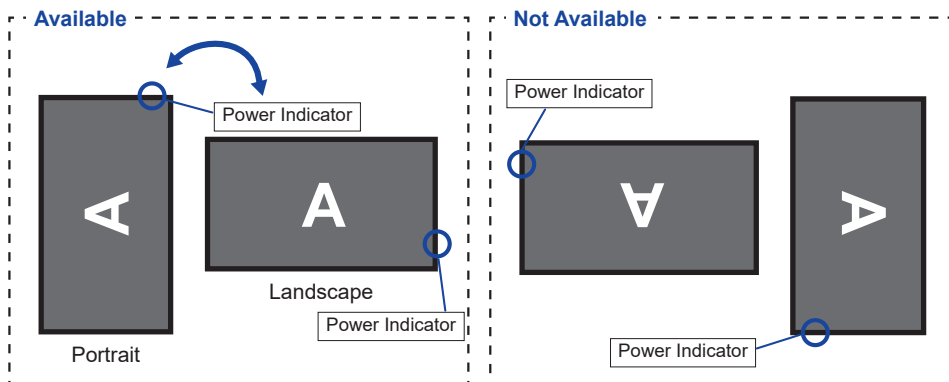 Available
Power Indicator
A
A
Landscape
Power Indicator
Portrait
Not Available
Power Indicator
A
A
Power Indicator